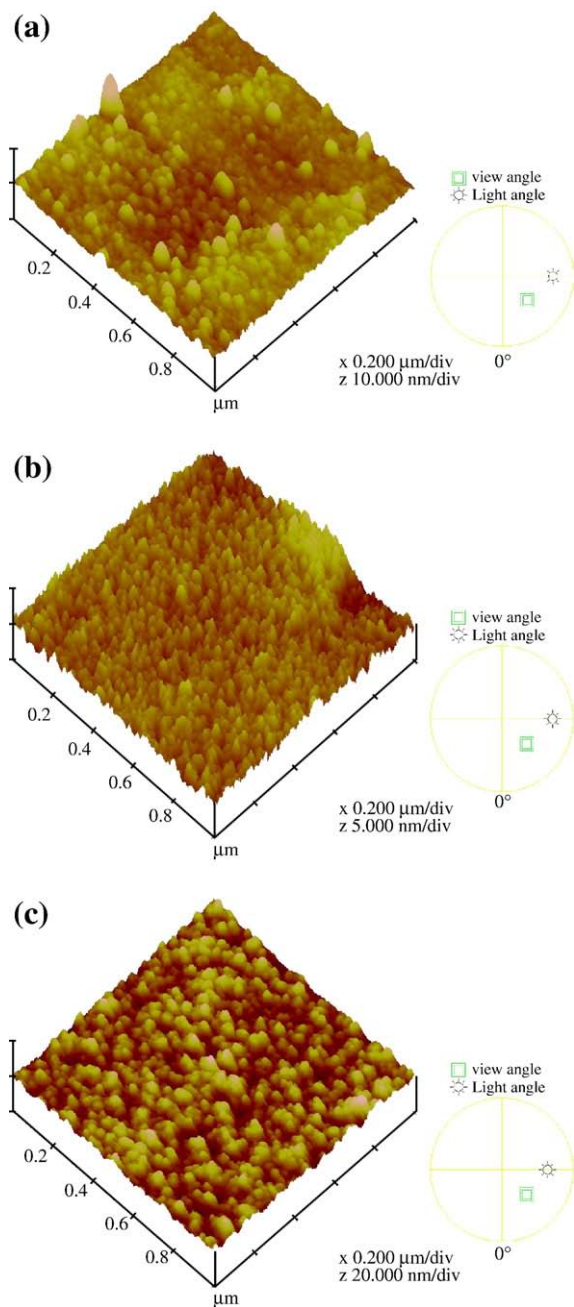 (a)
view angle
Light angle
0.2
0.4
0.6
0.8
μm
x 0.200 μm/div
z 10.000 nm/div
0°
(b)
view angle
Light angle
0.2
0.4
0.6
0.8
μm
x 0.200 μm/div
z 5.000 nm/div
0°
(c)
view angle
Light angle
0.2
0.4
0.6
0.8
μm
x 0.200 μm/div
z 20.000 nm/div
0°